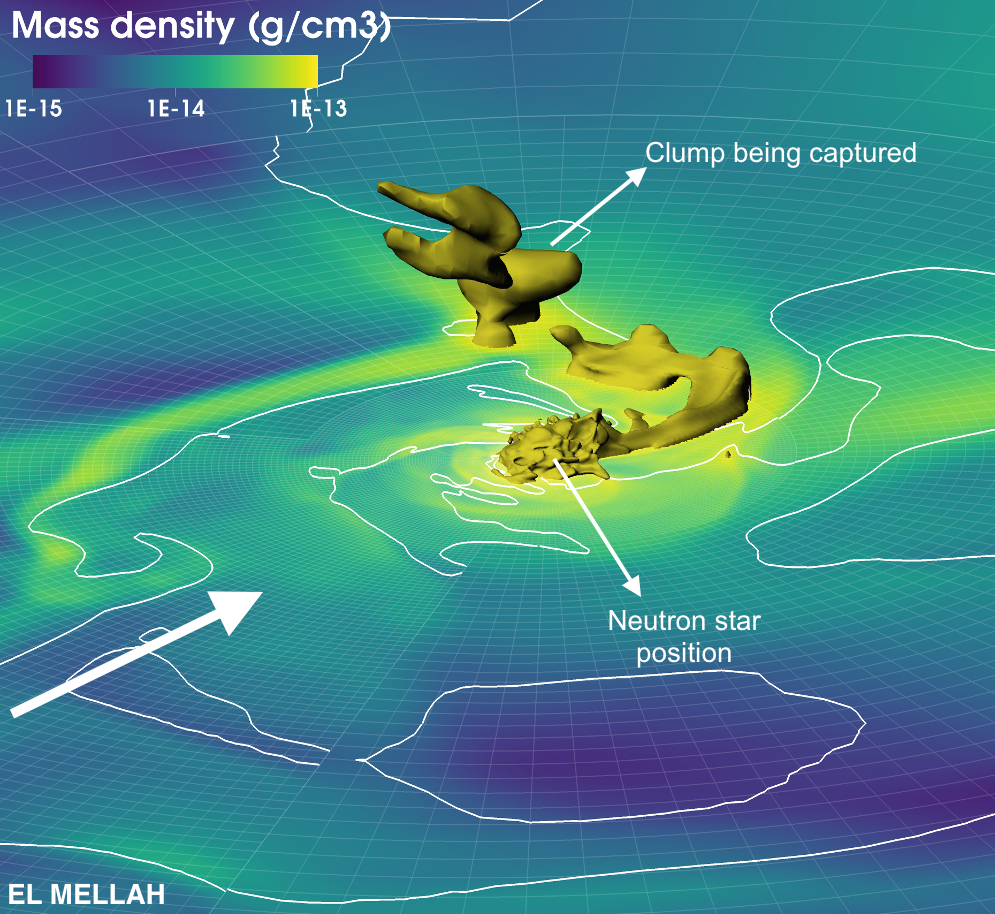 Mass density (g/cm3)
1E-15 1E-14 1E-13
Clump being captured
Neutron star
position
EL MELLAH